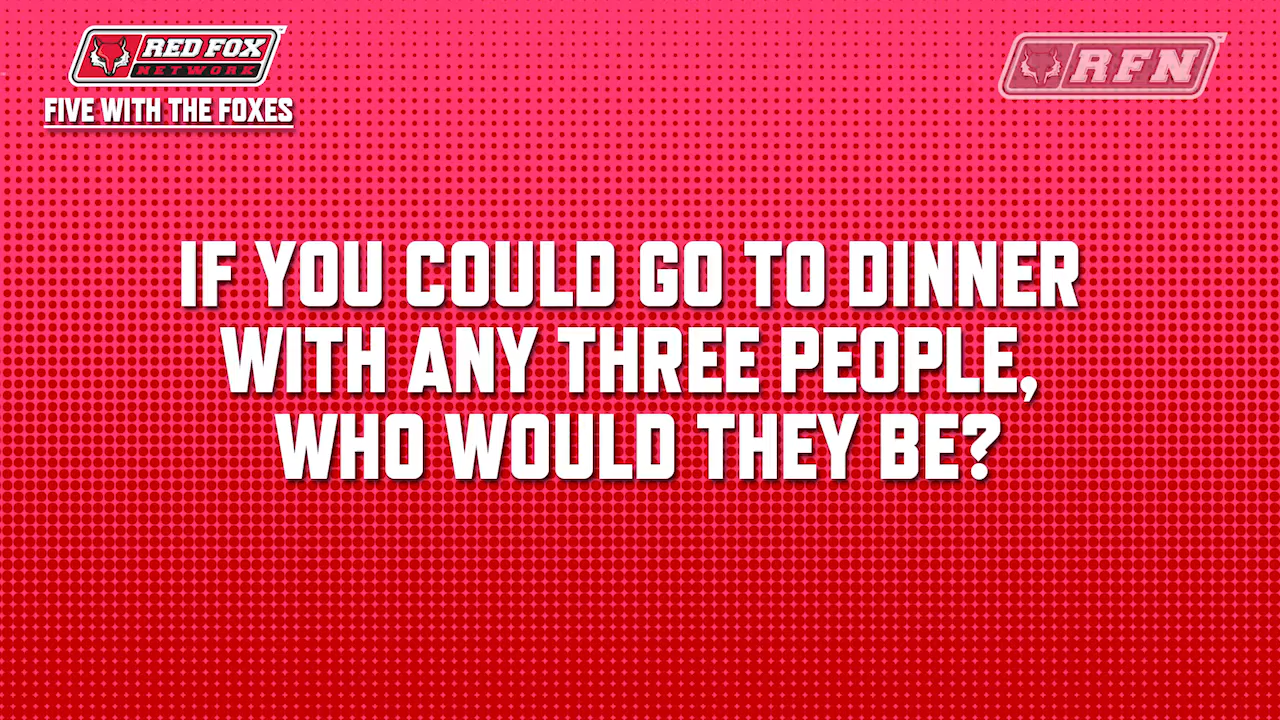 RED FOX
NETWORK
FIVE WITH THE FOXES
RFN
IF YOU COULD GO TO DINNER
WITH ANY THREE PEOPLE,
WHO WOULD THEY BE?